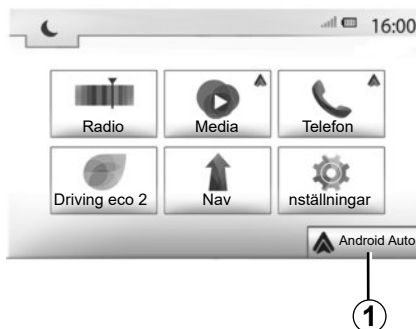 16:00
Radio
Media
Telefon
Driving eco 2
Nav
nställningar
Android Auto
1